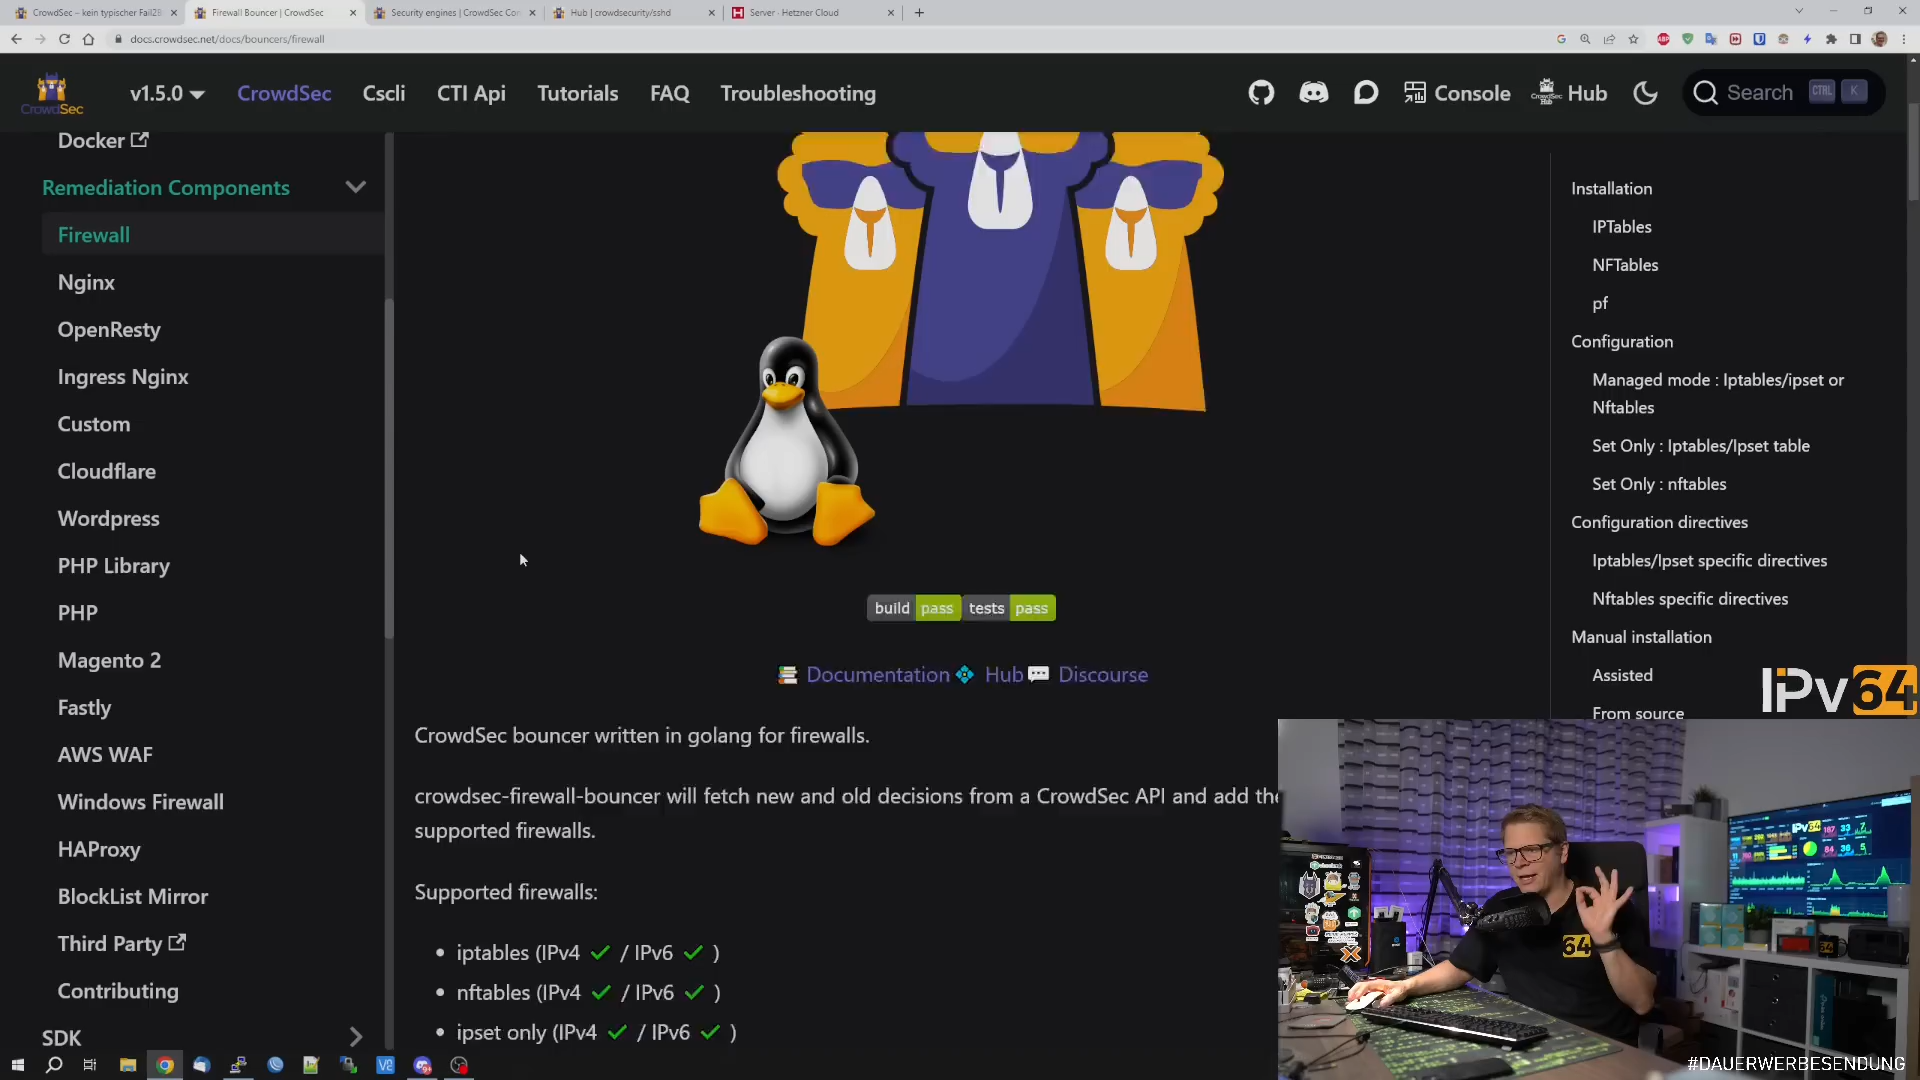 CrowdSec – kein typischer Fail2B
Firewall Bouncer | CrowdSec
Security engines | CrowdSec Con
Hub | crowdsecurity/sshd
Server · Hetzner Cloud
docs.crowdsec.net/docs/bouncers/firewall
CrowdSec
v1.5.0
CrowdSec
Cscli
CTI Api
Tutorials
FAQ
Troubleshooting
Console
CrowdSec Hub
Hub
Search
CTRL
K
Docker
Remediation Components
Firewall
Nginx
OpenResty
Ingress Nginx
Custom
Cloudflare
Wordpress
PHP Library
PHP
Magento 2
Fastly
AWS WAF
Windows Firewall
HAProxy
BlockList Mirror
Third Party
Contributing
SDK
build pass tests pass
Documentation Hub Discourse
CrowdSec bouncer written in golang for firewalls.
crowdsec-firewall-bouncer will fetch new and old decisions from a CrowdSec API and add the
supported firewalls.
Supported firewalls:
• iptables (IPv4 ✓ / IPv6 ✓ )
• nftables (IPv4 ✓ / IPv6 ✓ )
• ipset only (IPv4 ✓ / IPv6 ✓ )
Installation
IPTables
NFTables
pf
Configuration
Managed mode : Iptables/ipset or
Nftables
Set Only : Iptables/Ipset table
Set Only : nftables
Configuration directives
Iptables/Ipset specific directives
Nftables specific directives
Manual installation
Assisted
From source
IPv64
IPv64
64
#DAUERWERBESENDUNG